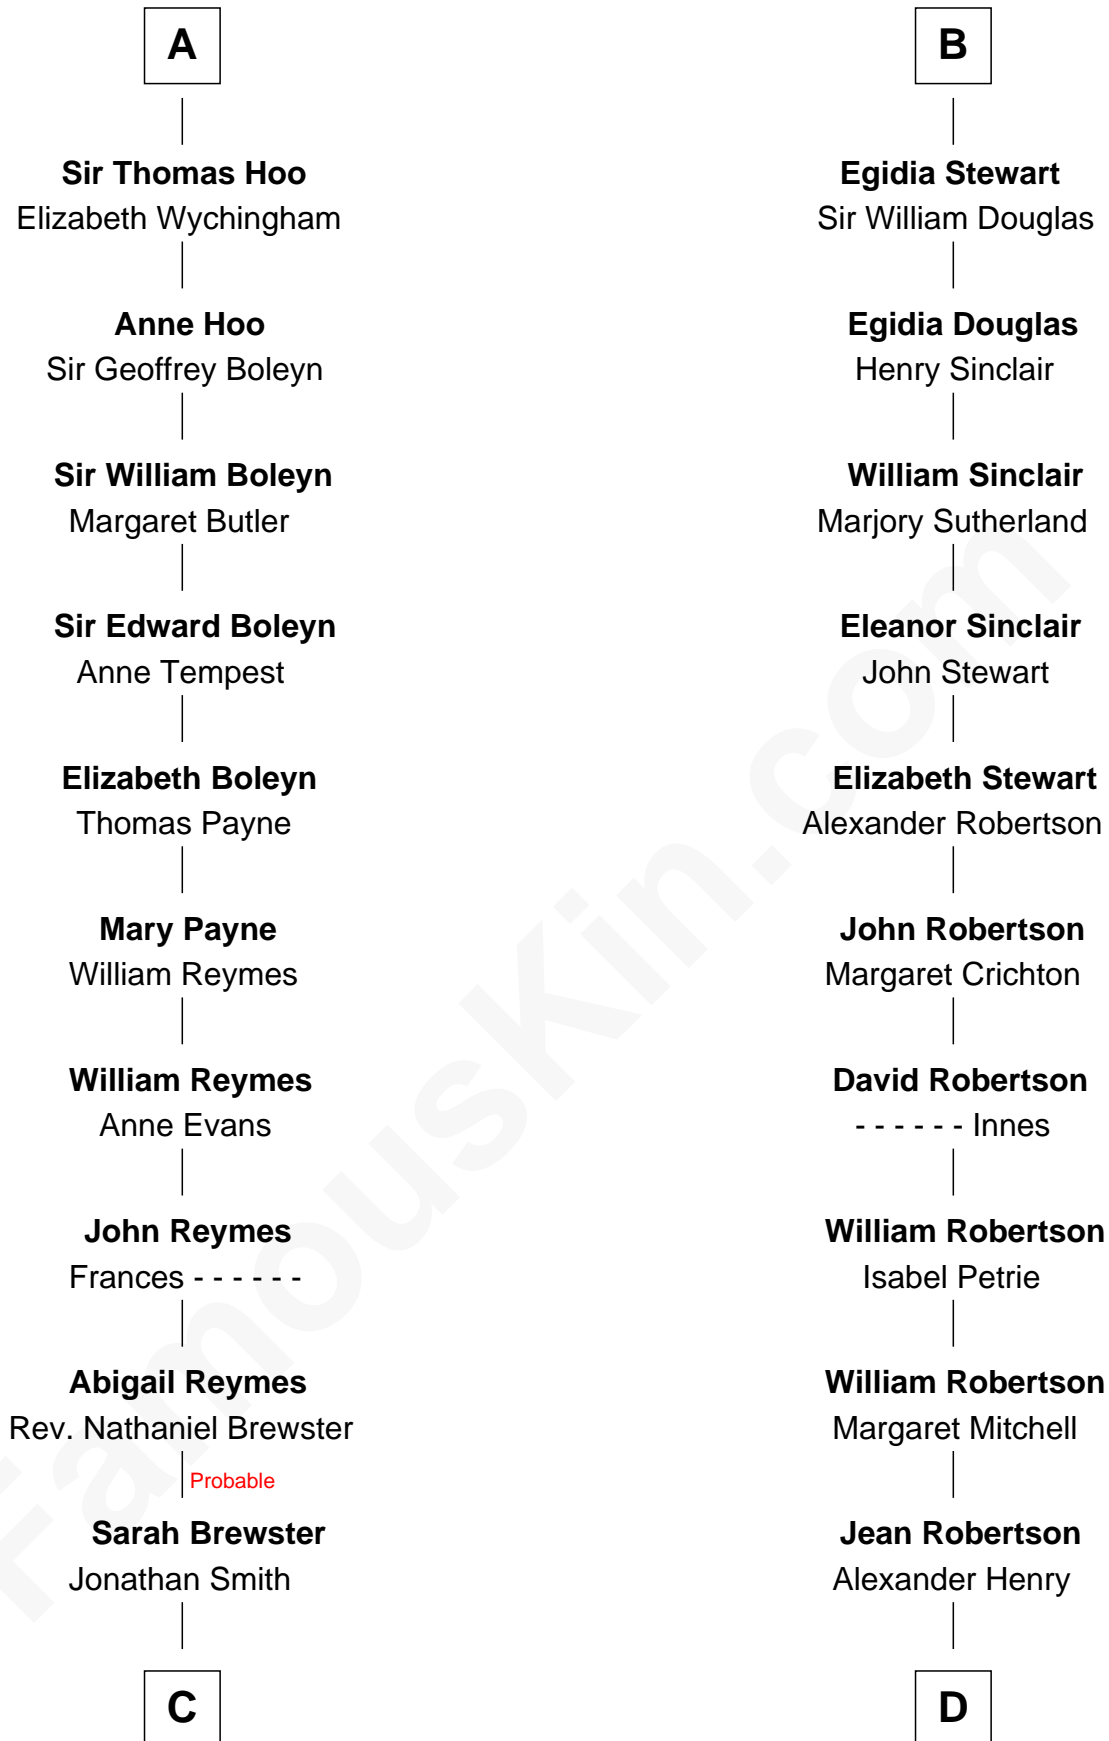 A
Sir Thomas Hoo
Elizabeth Wychingham
Anne Hoo
Sir Geoffrey Boleyn
Sir William Boleyn
Margaret Butler
Sir Edward Boleyn
Anne Tempest
Elizabeth Boleyn
Thomas Payne
Mary Payne
William Reymes
William Reymes
Anne Evans
John Reymes
Frances - - - - - -
Abigail Reymes
Rev. Nathaniel Brewster
Probable
Sarah Brewster
Jonathan Smith
C
B
Egidia Stewart
Sir William Douglas
Egidia Douglas
Henry Sinclair
William Sinclair
Marjory Sutherland
Eleanor Sinclair
John Stewart
Elizabeth Stewart
Alexander Robertson
John Robertson
Margaret Crichton
David Robertson
- - - - - - Innes
William Robertson
Isabel Petrie
William Robertson
Margaret Mitchell
Jean Robertson
Alexander Henry
D
FamousKin.com